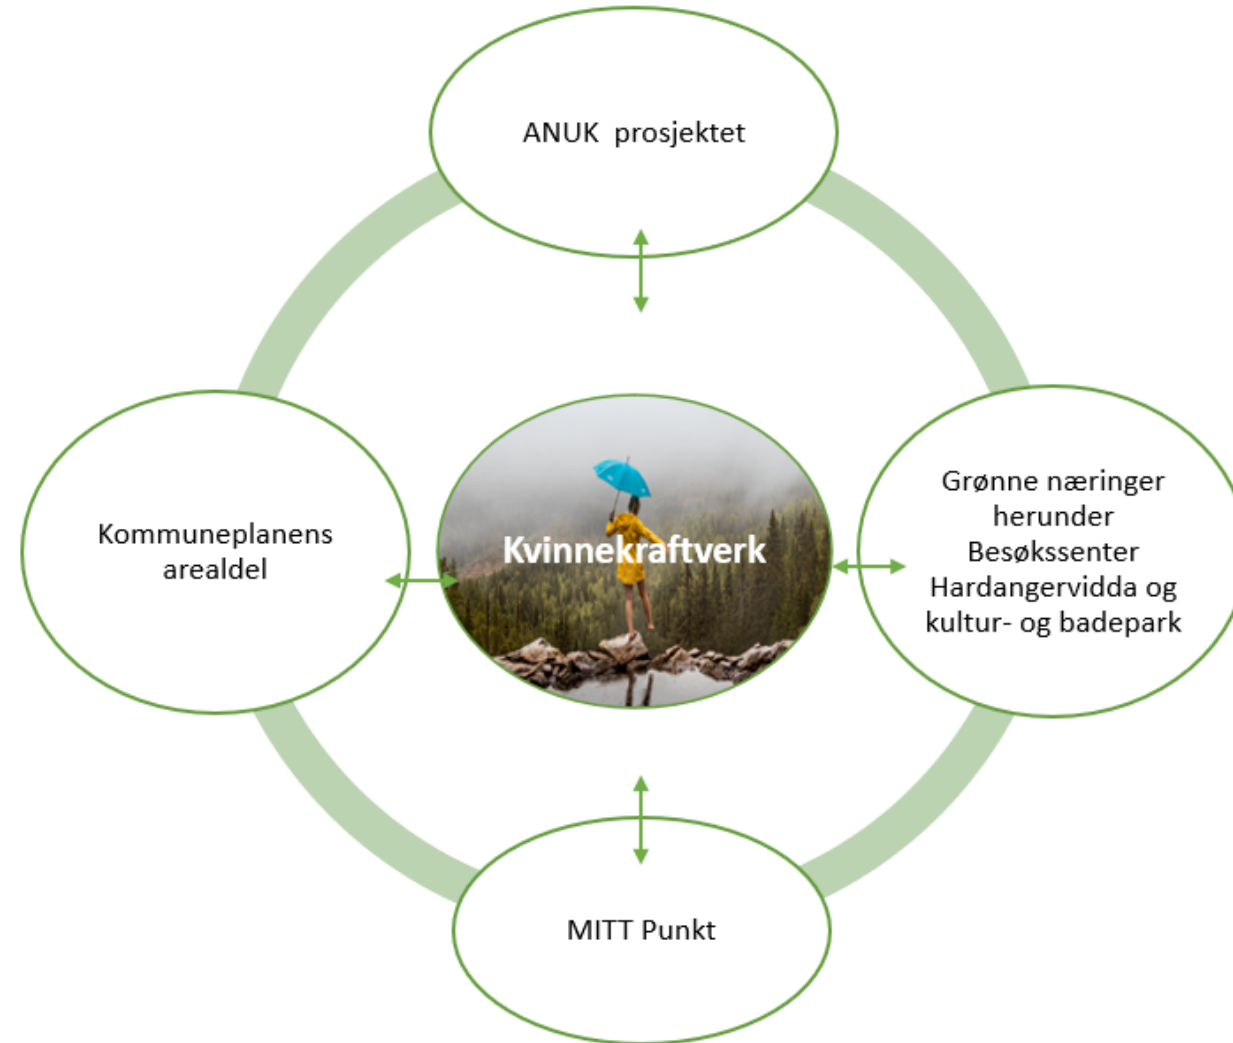 ANUK  prosjektet
Kommuneplanens
arealdel
Kvinnekraftverk
Grønne næringer
herunder
Besøkssenter
Hardangervidda og
kultur- og badepark
MITT Punkt